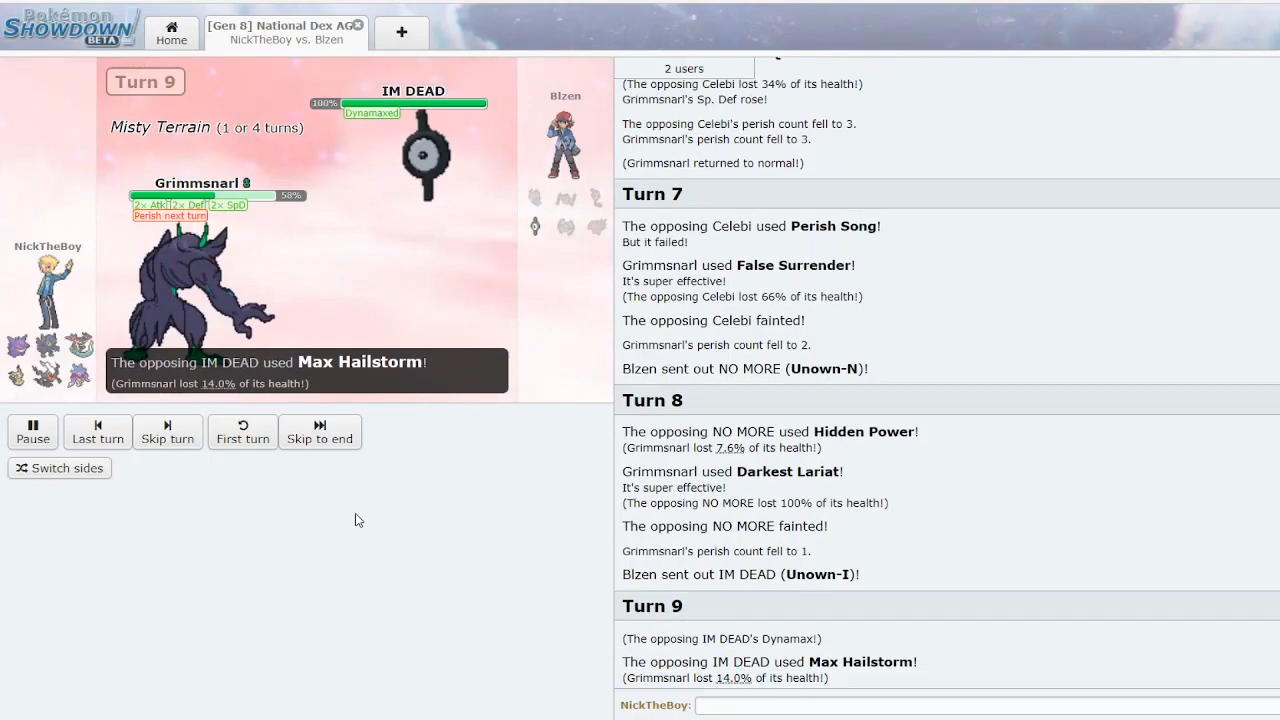 Pokémon
SHOWDOWN
BETA
Home
[Gen 8] National Dex AG
NickTheBoy vs. Blzen
+
Turn 9
Misty Terrain (1 or 4 turns)
IM DEAD
100%
Dynamaxed
Blzen
Grimmsnarl
58%
2× Atk 2× Def 2× SpD
Perish next turn
NickTheBoy
The opposing IM DEAD used Max Hailstorm!
(Grimmsnarl lost 14.0% of its health!)
Pause
Last turn
Skip turn
First turn
Skip to end
Switch sides
2 users
(The opposing Celebi lost 34% of its health!)
Grimmsnarl's Sp. Def rose!
The opposing Celebi's perish count fell to 3.
Grimmsnarl's perish count fell to 3.
(Grimmsnarl returned to normal!)
Turn 7
The opposing Celebi used Perish Song!
But it failed!
Grimmsnarl used False Surrender!
It's super effective!
(The opposing Celebi lost 66% of its health!)
The opposing Celebi fainted!
Grimmsnarl's perish count fell to 2.
Blzen sent out NO MORE (Unown-N)!
Turn 8
The opposing NO MORE used Hidden Power!
(Grimmsnarl lost 7.6% of its health!)
Grimmsnarl used Darkest Lariat!
It's super effective!
(The opposing NO MORE lost 100% of its health!)
The opposing NO MORE fainted!
Grimmsnarl's perish count fell to 1.
Blzen sent out IM DEAD (Unown-I)!
Turn 9
(The opposing IM DEAD's Dynamax!)
The opposing IM DEAD used Max Hailstorm!
(Grimmsnarl lost 14.0% of its health!)
NickTheBoy: